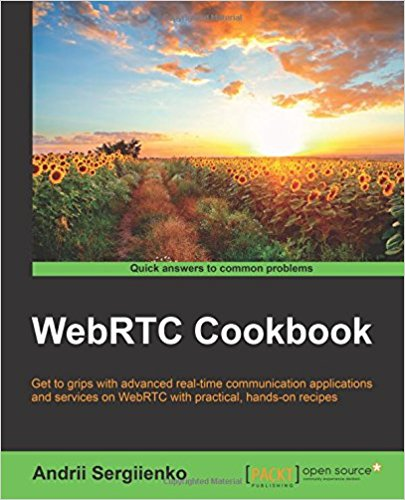 Quick answers to common problems
WebRTC Cookbook
Get to grips with advanced real-time communication applications
and services on WebRTC with practical, hands-on recipes
Andrii Sergiienko
[PACKT]
PUBLISHING
open source*
community experience distilled